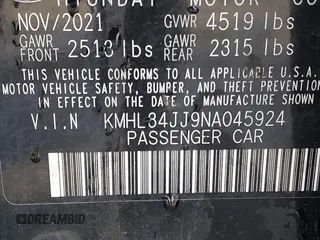 HYUNDAI MOTOR CO
NOV/2021 GVWR 4519 lbs
GAWR FRONT 2513 lbs GAWR REAR 2315 lbs
THIS VEHICLE CONFORMS TO ALL APPLICABLE U.S.A.
MOTOR VEHICLE SAFETY, BUMPER, AND THEFT PREVENTION
IN EFFECT ON THE DATE OF MANUFACTURE SHOWN
V.I.N KMHL34JJ9NA045924
PASSENGER CAR
DREAMBID